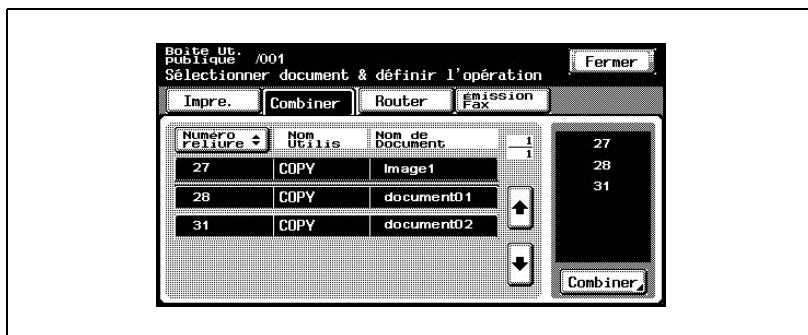 Boîte Ut.
publique /001
Fermer
Sélectionner document & définir l'opération
Impre. Combiner Router émission
Fax
Numéro Nom Nom de 1
reliure Utilis Document 1
27 COPY Image1
28 COPY document01
31 COPY document02
27
28
31
Combiner